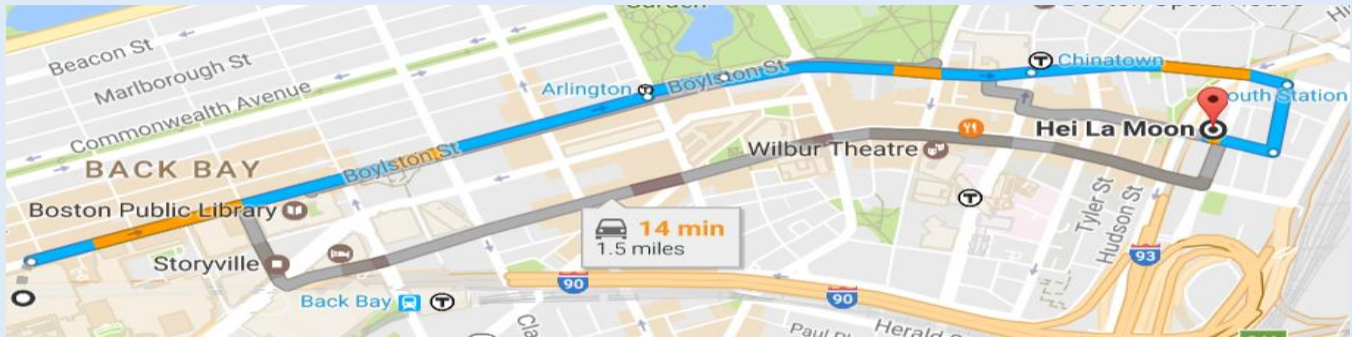 Beacon St
Marlborough St
Commonwealth Avenue
BACK BAY
Boston Public Library
Storyville
Back Bay
T
Boylston St
Arlington
T
Boylston St
T
Chinatown
South Station
Hei La Moon
Wilbur Theatre
T
14 min
1.5 miles
90
90
93
Tyler St
Hudson St
Herald